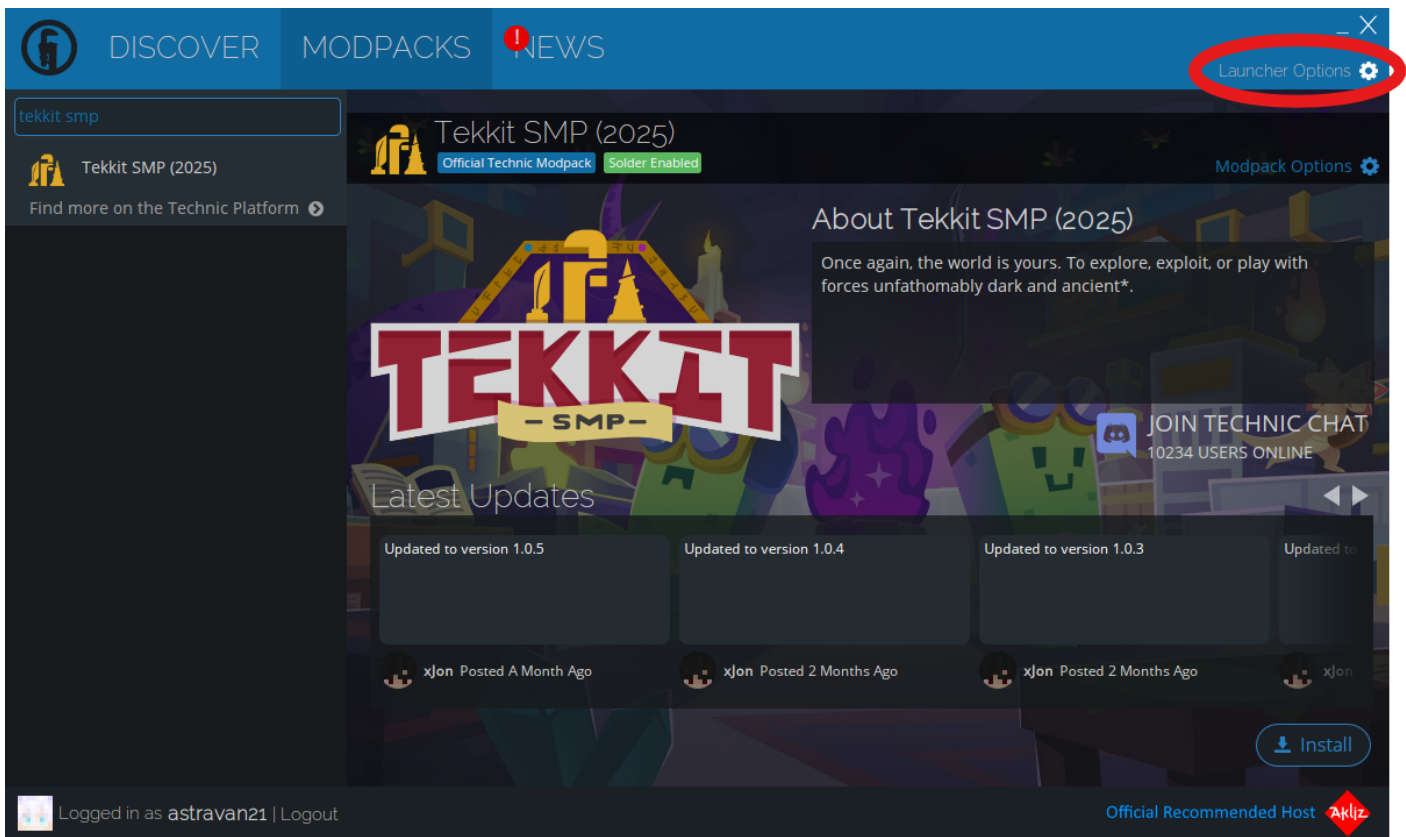 DISCOVER
MODPACKS
!
NEWS
Launcher Options
tekkit smp
Tekkit SMP (2025)
Find more on the Technic Platform
Tekkit SMP (2025)
Official Technic Modpack
Solder Enabled
Modpack Options
TEKKIT
- SMP -
About Tekkit SMP (2025)
Once again, the world is yours. To explore, exploit, or play with
forces unfathomably dark and ancient*.
JOIN TECHNIC CHAT
10234 USERS ONLINE
Latest Updates
Updated to version 1.0.5
Updated to version 1.0.4
Updated to version 1.0.3
Updated to
xJon Posted A Month Ago
xJon Posted 2 Months Ago
xJon Posted 2 Months Ago
xJon
Install
Logged in as astravan21 | Logout
Official Recommended Host
Akliz